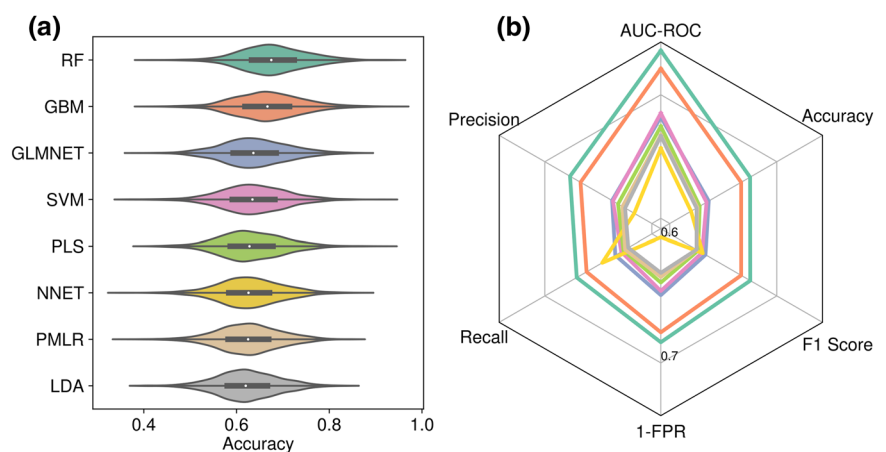 (a)
RF
GBM
GLMNET
SVM
PLS
NNET
PMLR
LDA
0.4 0.6 0.8 1.0
Accuracy
(b)
AUC-ROC
Precision
Accuracy
0.6
Recall
F1 Score
0.7
1-FPR